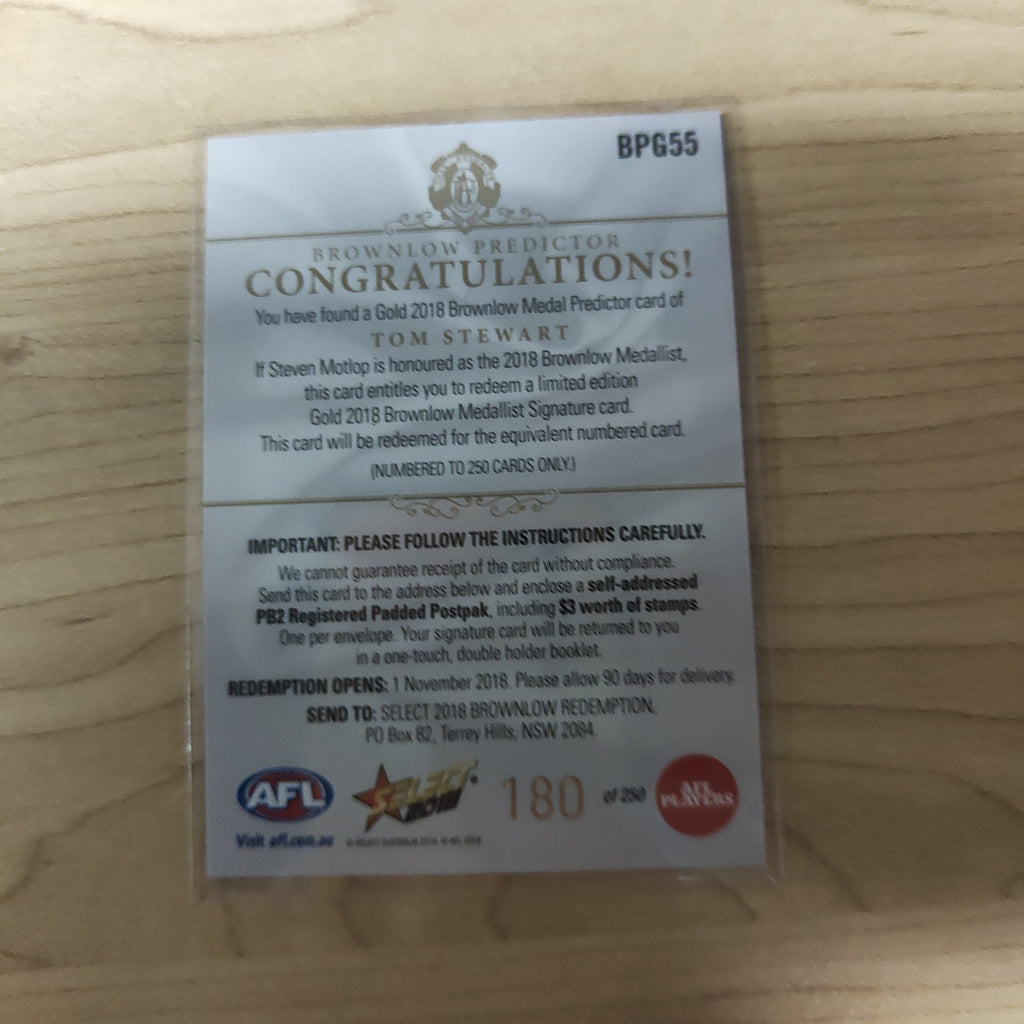 BPG55
BROWNLOW PREDICTOR
CONGRATULATIONS!
You have found a Gold 2018 Brownlow Medal Predictor card of
TOM STEWART
If Steven Motlop is honoured as the 2018 Brownlow Medallist,
this card entitles you to redeem a limited edition
Gold 2018 Brownlow Medallist Signature card.
This card will be redeemed for the equivalent numbered card.
(NUMBERED TO 250 CARDS ONLY.)
IMPORTANT: PLEASE FOLLOW THE INSTRUCTIONS CAREFULLY.
We cannot guarantee receipt of the card without compliance.
Send this card to the address below and enclose a self-addressed
PB2 Registered Padded Postpak, including $3 worth of stamps.
One per envelope. Your signature card will be returned to you
in a one-touch, double holder booklet.
REDEMPTION OPENS: 1 November 2018. Please allow 90 days for delivery.
SEND TO: SELECT 2018 BROWNLOW REDEMPTION,
PO Box 82, Terrey Hills, NSW 2084.
AFL
SELECT
180 of 250
AFL
PLAYERS
Visit afl.com.au